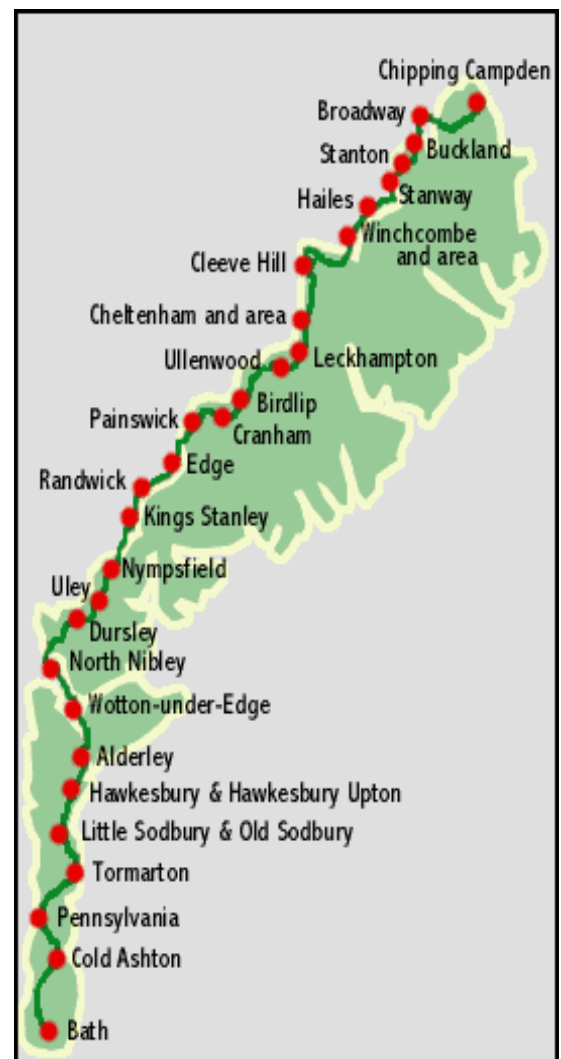 Chipping Campden
Broadway
Buckland
Stanton
Stanway
Hailes
Winchcombe
and area
Cleeve Hill
Cheltenham and area
Leckhampton
Ullenwood
Birdlip
Painswick
Cranham
Edge
Randwick
Kings Stanley
Nympsfield
Uley
Dursley
North Nibley
Wotton-under-Edge
Alderley
Hawkesbury & Hawkesbury Upton
Little Sodbury & Old Sodbury
Tormarton
Pennsylvania
Cold Ashton
Bath